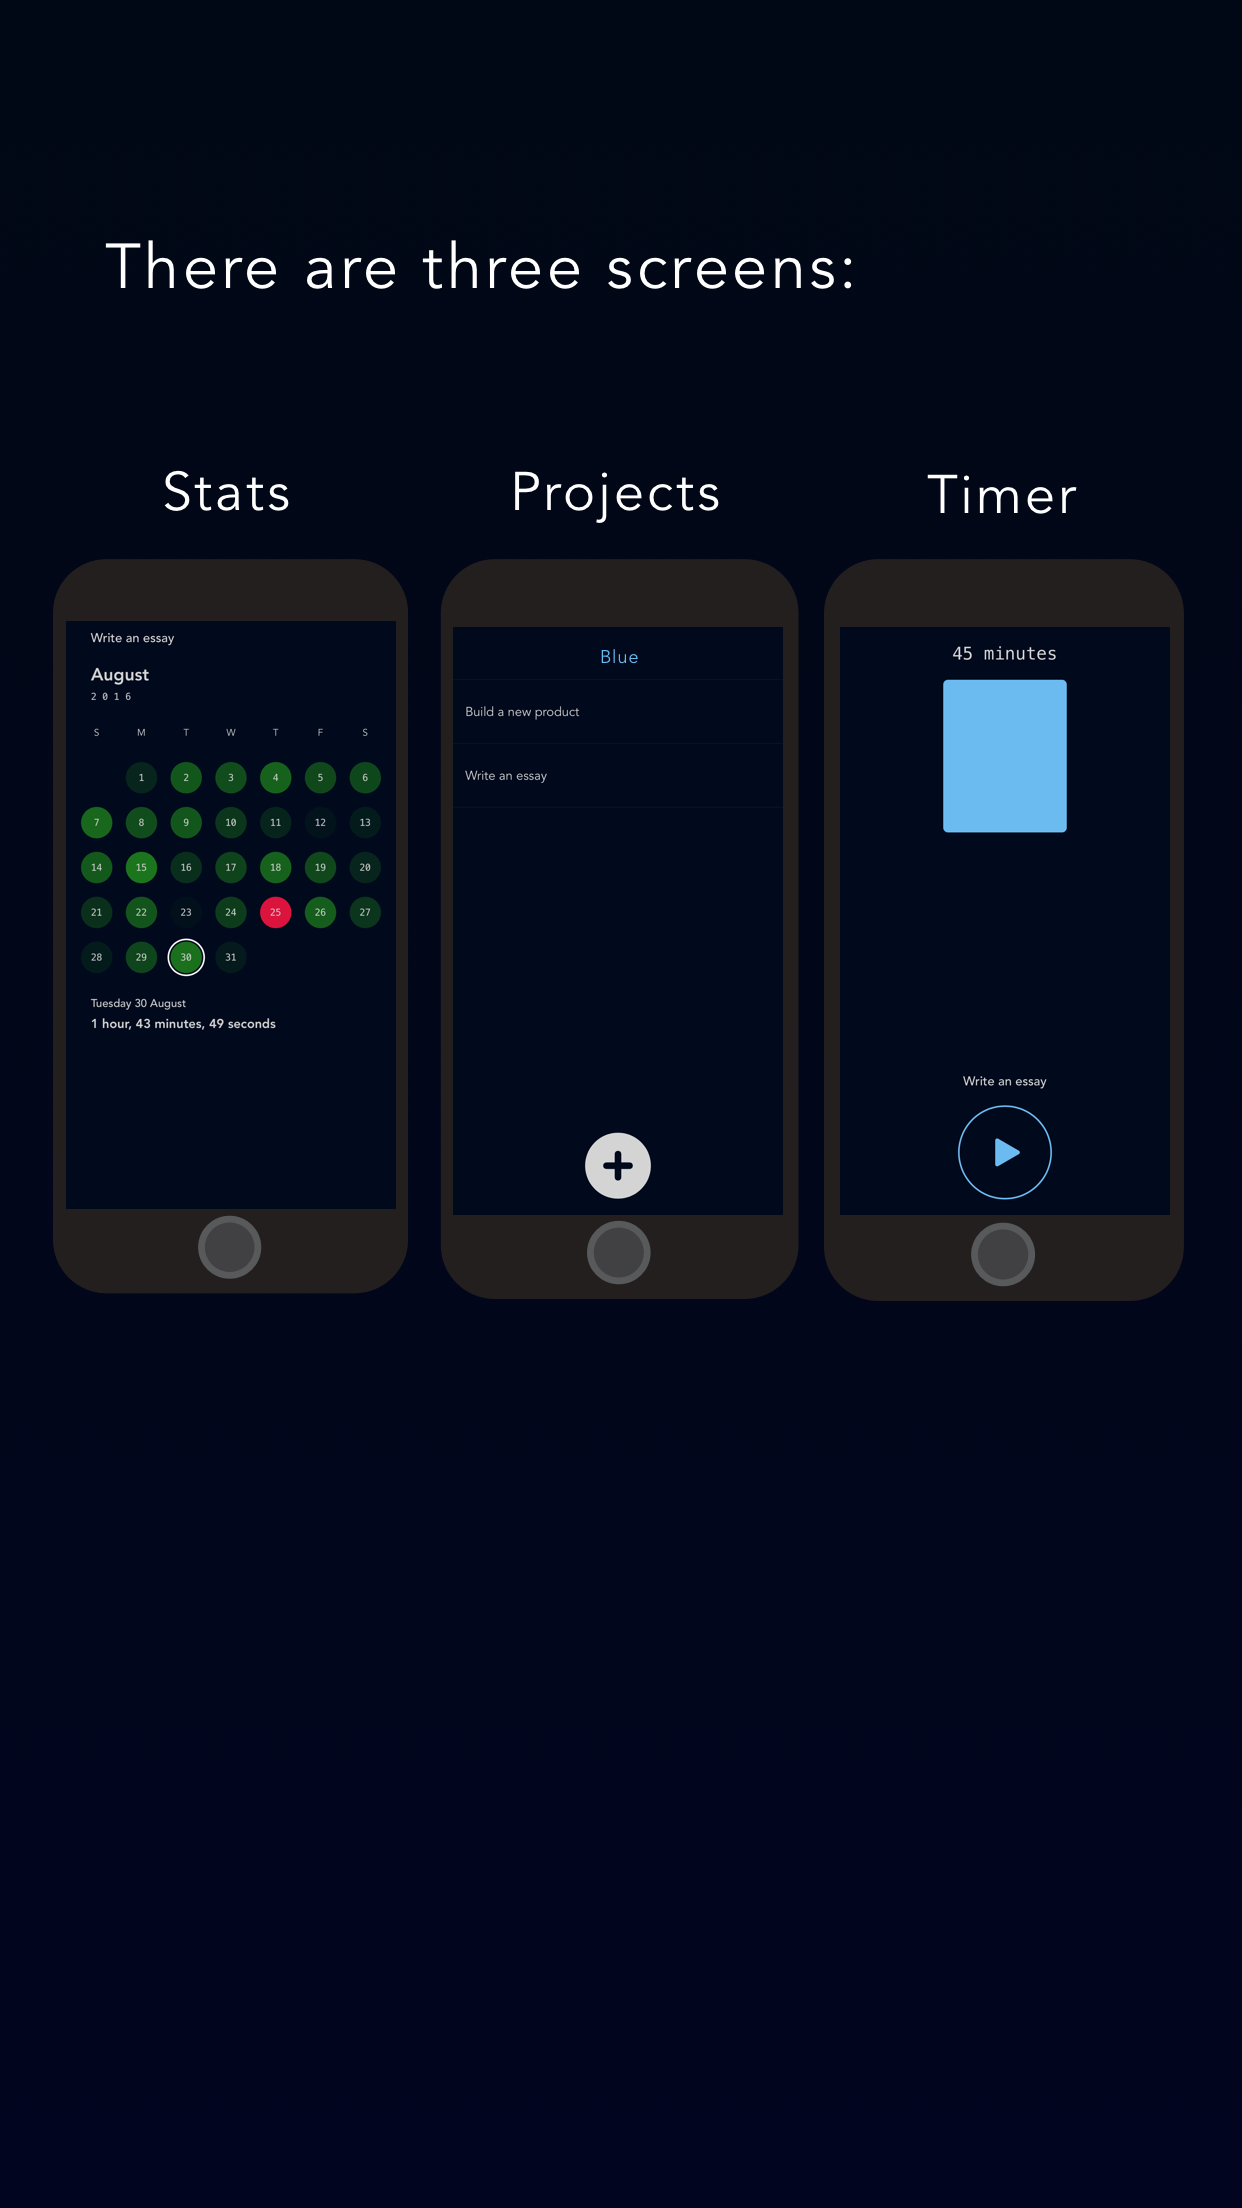 There are three screens:
Stats
Write an essay
August
2016
S M T W T F S
1 2 3 4 5 6
7 8 9 10 11 12 13
14 15 16 17 18 19 20
21 22 23 24 25 26 27
28 29 30 31
Tuesday 30 August
1 hour, 43 minutes, 49 seconds
Projects
Blue
Build a new product
Write an essay
Timer
45 minutes
Write an essay